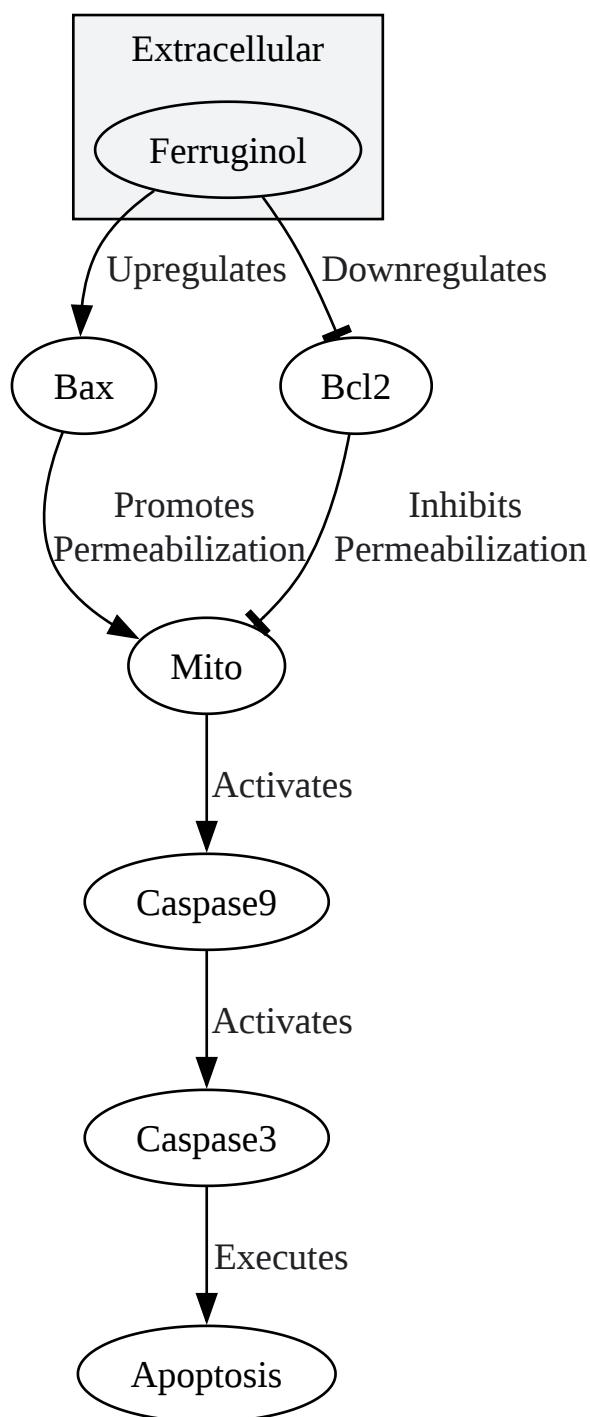 Extracellular
Ferruginol
Upregulates
Downregulates
Bax
Bcl2
Promotes
Permeabilization
Inhibits
Permeabilization
Mito
Activates
Caspase9
Activates
Caspase3
Executes
Apoptosis